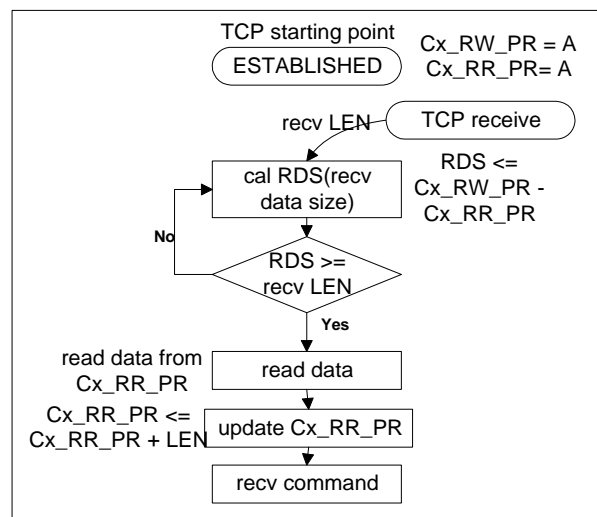 TCP starting point
ESTABLISHED
Cx_RW_PR = A
Cx_RR_PR= A
recv LEN
TCP receive
cal RDS(recv
data size)
RDS <=
Cx_RW_PR -
Cx_RR_PR
No
RDS >=
recv LEN
Yes
read data from
Cx_RR_PR
read data
Cx_RR_PR <=
Cx_RR_PR + LEN
update Cx_RR_PR
recv command